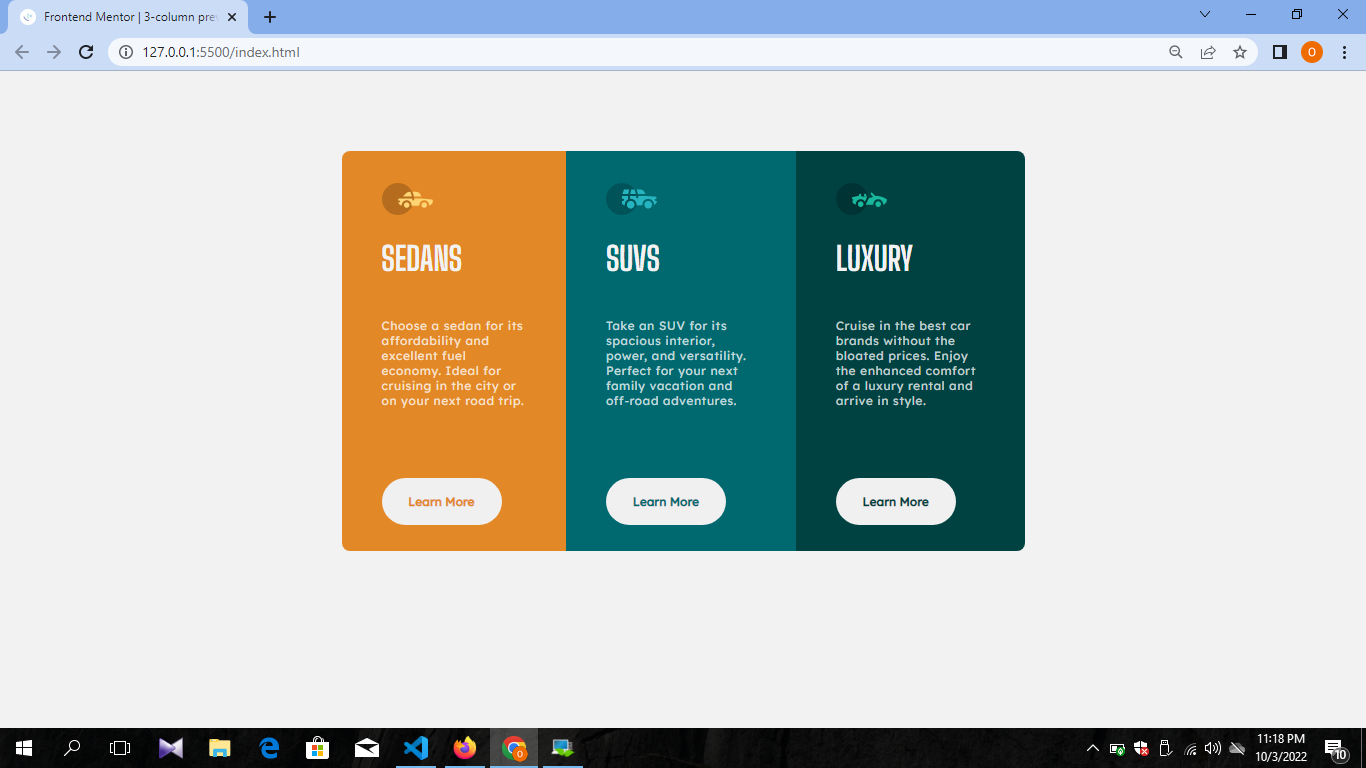 Frontend Mentor | 3-column pre
127.0.0.1:5500/index.html
O
SEDANS
Choose a sedan for its
affordability and
excellent fuel
economy. Ideal for
cruising in the city or
on your next road trip.
Learn More
SUVS
Take an SUV for its
spacious interior,
power, and versatility.
Perfect for your next
family vacation and
off-road adventures.
Learn More
LUXURY
Cruise in the best car
brands without the
bloated prices. Enjoy
the enhanced comfort
of a luxury rental and
arrive in style.
Learn More
O
11:18 PM
10/3/2022
10